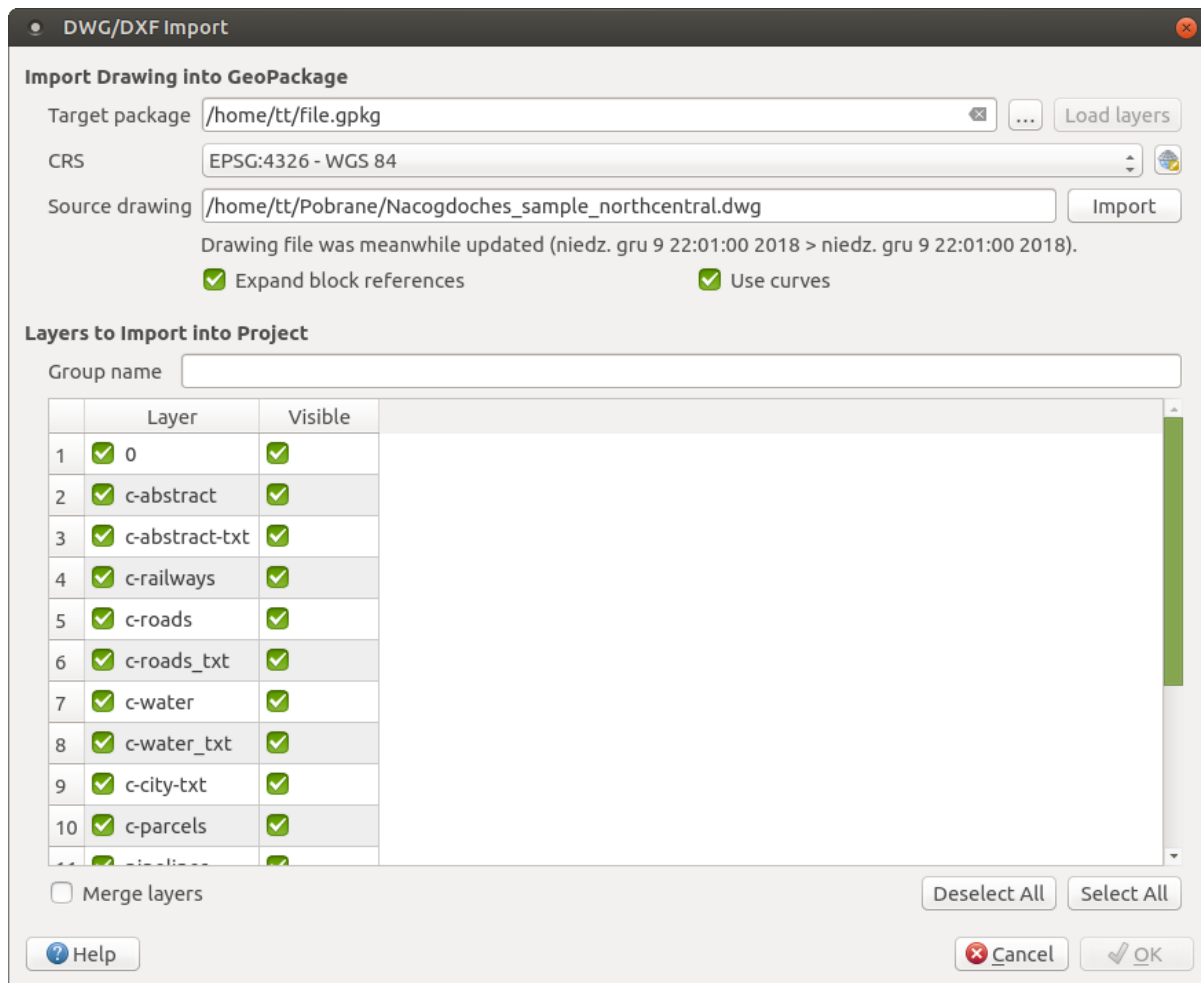 DWG/DXF Import
Import Drawing into GeoPackage
Target package /home/tt/file.gpkg ... Load layers
CRS EPSG:4326 - WGS 84
Source drawing /home/tt/Pobrane/Nacogdoches_sample_northcentral.dwg Import
Drawing file was meanwhile updated (niedz. gru 9 22:01:00 2018 > niedz. gru 9 22:01:00 2018).
Expand block references Use curves
Layers to Import into Project
Group name
Layer Visible
1 0
2 c-abstract
3 c-abstract-txt
4 c-railways
5 c-roads
6 c-roads_txt
7 c-water
8 c-water_txt
9 c-city-txt
10 c-parcels
Merge layers Deselect All Select All
Help Cancel OK